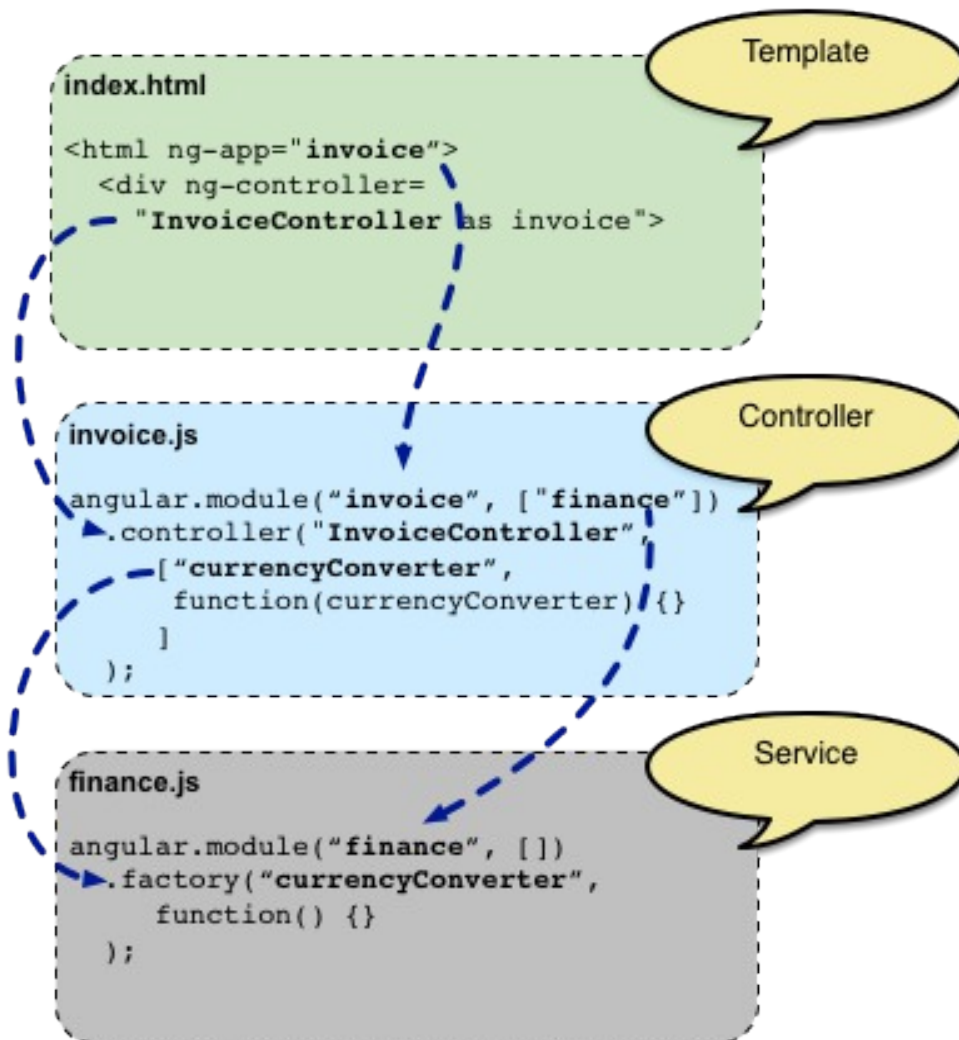 Template
index.html
<html ng-app="invoice”>
<div ng-controller=
"InvoiceController as invoice">
Controller
invoice.js
angular.module(“invoice”, ["finance”])
.controller("InvoiceController”,
[“currencyConverter”,
function(currencyConverter) {}
]
);
Service
finance.js
angular.module(“finance”, [])
.factory(“currencyConverter”,
function() {}
);